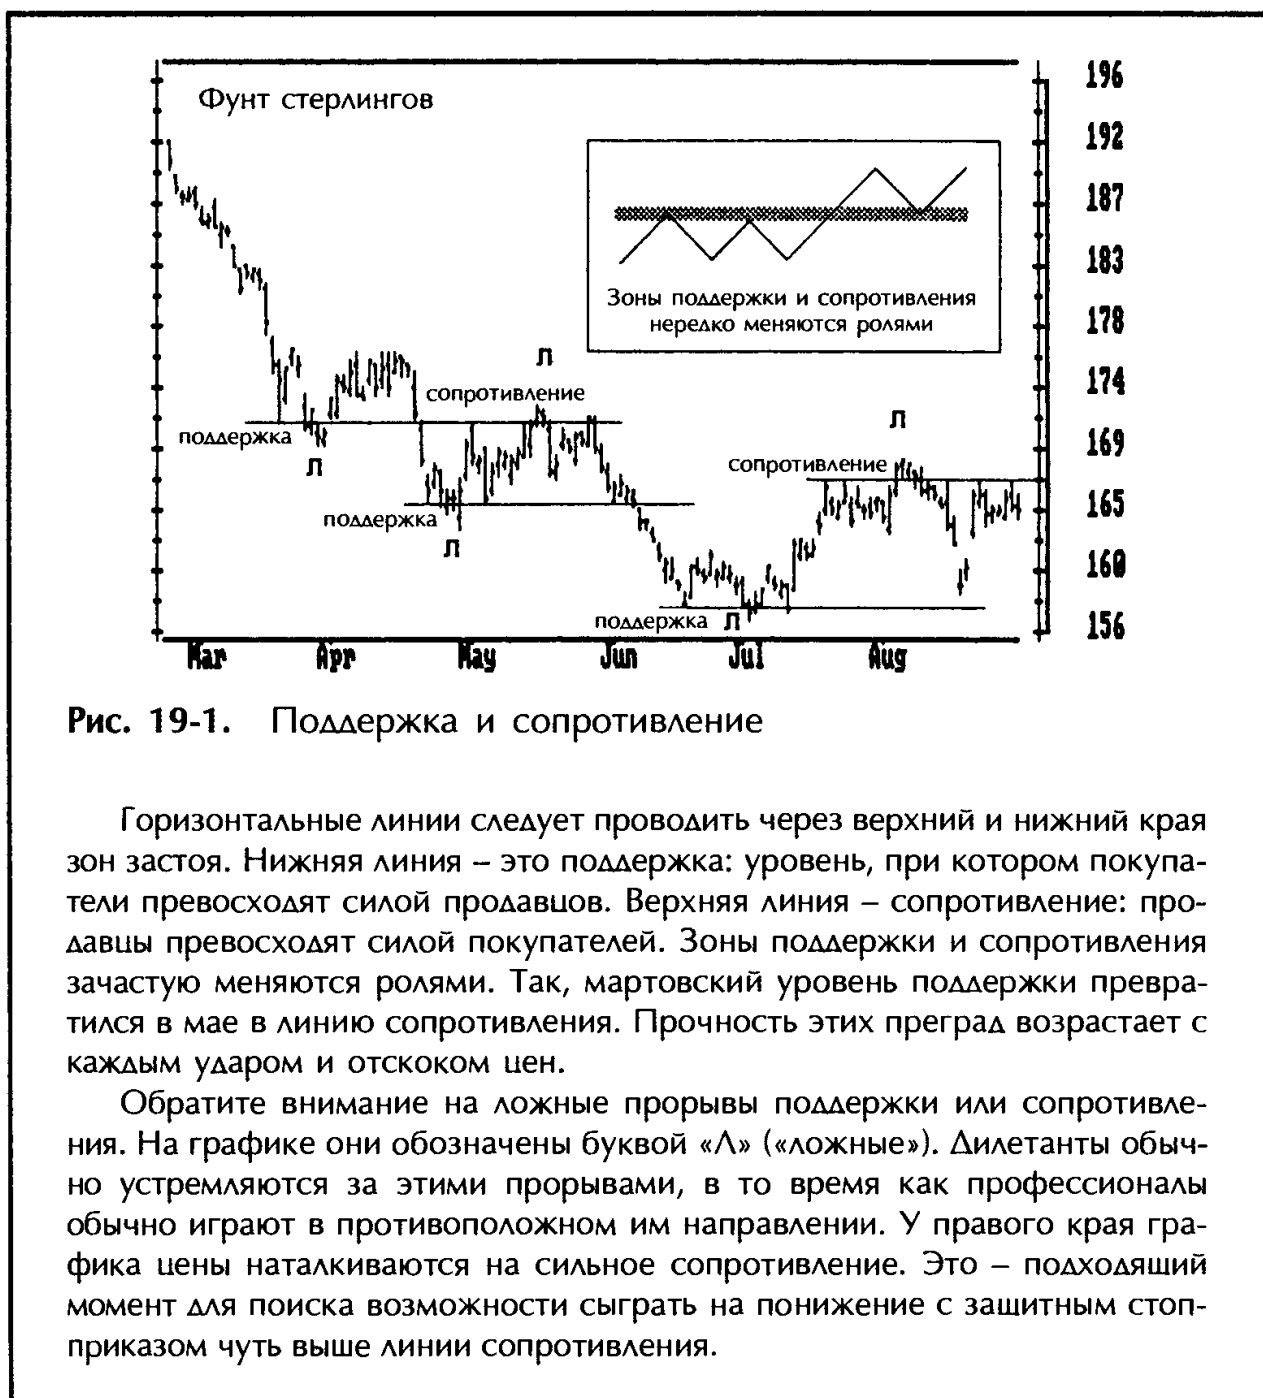 Фунт стерлингов
196
192
187
183
178
174
169
165
160
156
Зоны поддержки и сопротивления
нередко меняются ролями
Л
сопротивление
поддержка
Л
Л
сопротивление
поддержка
Л
поддержка Л
Mar Apr May Jun Jul Aug
Рис. 19-1. Поддержка и сопротивление
Горизонтальные линии следует проводить через верхний и нижний края
зон застоя. Нижняя линия – это поддержка: уровень, при котором покупа-
тели превосходят силой продавцов. Верхняя линия – сопротивление: про-
давцы превосходят силой покупателей. Зоны поддержки и сопротивления
зачастую меняются ролями. Так, мартовский уровень поддержки превра-
тился в мае в линию сопротивления. Прочность этих преград возрастает с
каждым ударом и отскоком цен.
Обратите внимание на ложные прорывы поддержки или сопротивле-
ния. На графике они обозначены буквой «Л» («ложные»). Дилетанты обыч-
но устремляются за этими прорывами, в то время как профессионалы
обычно играют в противоположном им направлении. У правого края гра-
фика цены наталкиваются на сильное сопротивление. Это – подходящий
момент для поиска возможности сыграть на понижение с защитным стоп-
приказом чуть выше линии сопротивления.